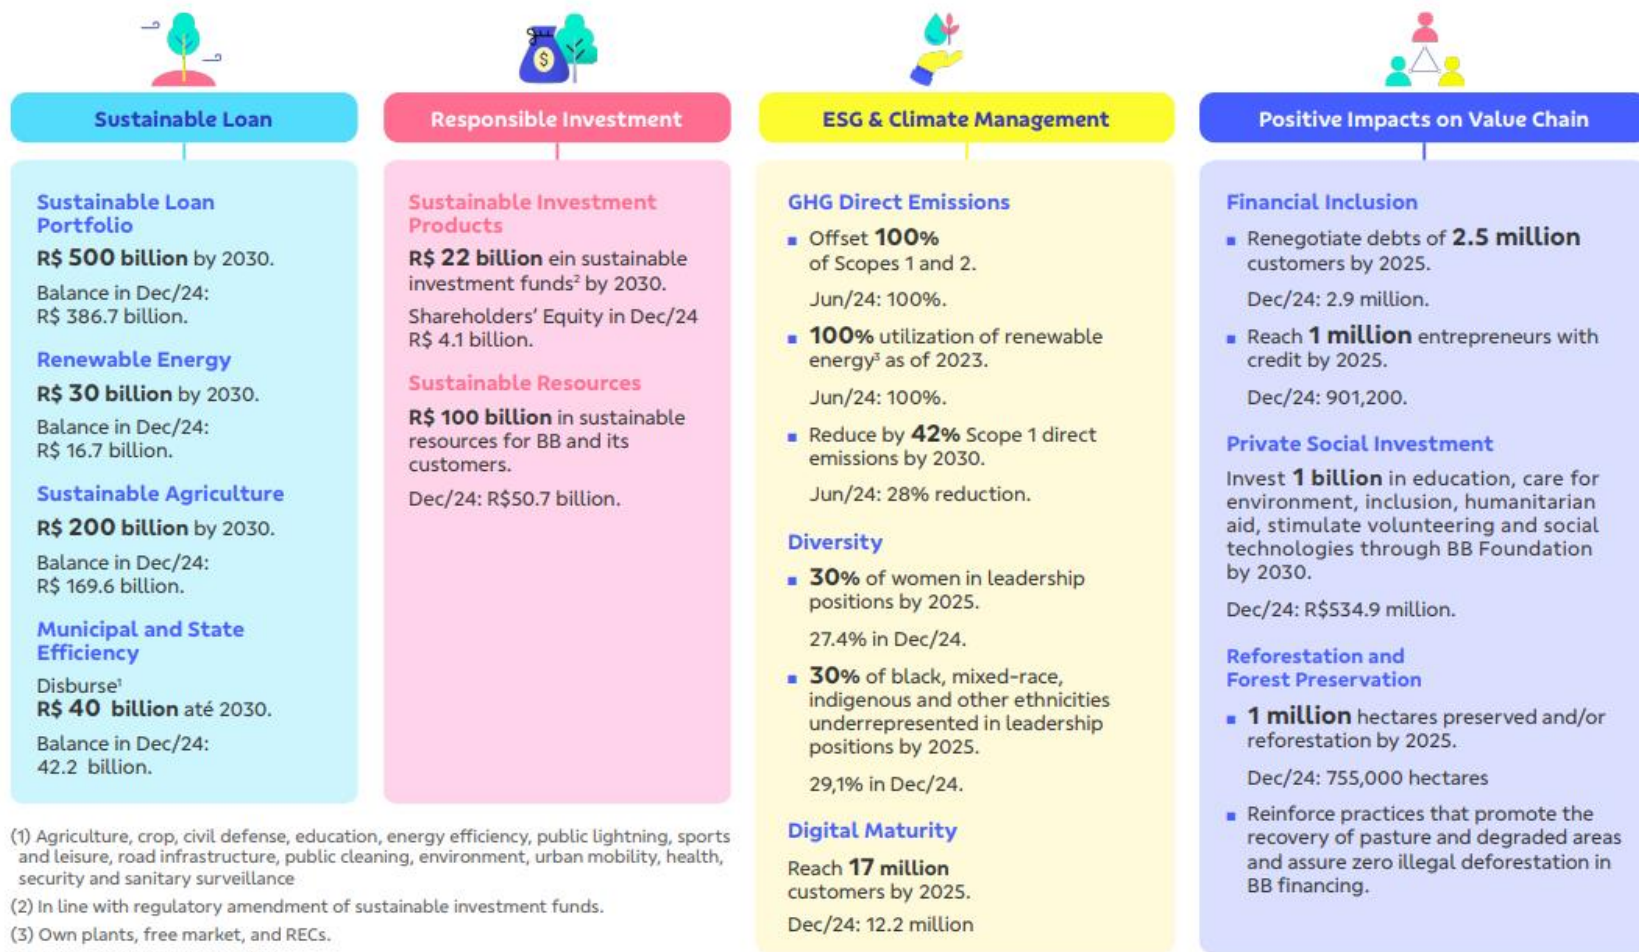 Sustainable Loan
Sustainable Loan
Portfolio
R$ 500 billion by 2030.
Balance in Dec/24:
R$ 386.7 billion.
Renewable Energy
R$ 30 billion by 2030.
Balance in Dec/24:
R$ 16.7 billion.
Sustainable Agriculture
R$ 200 billion by 2030.
Balance in Dec/24:
R$ 169.6 billion.
Municipal and State
Efficiency
Disburse¹
R$ 40 billion até 2030.
Balance in Dec/24:
42.2 billion.
Responsible Investment
Sustainable Investment
Products
R$ 22 billion ein sustainable
investment funds² by 2030.
Shareholders' Equity in Dec/24
R$ 4.1 billion.
Sustainable Resources
R$ 100 billion in sustainable
resources for BB and its
customers.
Dec/24: R$50.7 billion.
ESG & Climate Management
GHG Direct Emissions
▪ Offset 100%
of Scopes 1 and 2.
Jun/24: 100%.
▪ 100% utilization of renewable
energy³ as of 2023.
Jun/24: 100%.
▪ Reduce by 42% Scope 1 direct
emissions by 2030.
Jun/24: 28% reduction.
Diversity
▪ 30% of women in leadership
positions by 2025.
27.4% in Dec/24.
▪ 30% of black, mixed-race,
indigenous and other ethnicities
underrepresented in leadership
positions by 2025.
29,1% in Dec/24.
Digital Maturity
Reach 17 million
customers by 2025.
Dec/24: 12.2 million
Positive Impacts on Value Chain
Financial Inclusion
▪ Renegotiate debts of 2.5 million
customers by 2025.
Dec/24: 2.9 million.
▪ Reach 1 million entrepreneurs with
credit by 2025.
Dec/24: 901,200.
Private Social Investment
Invest 1 billion in education, care for
environment, inclusion, humanitarian
aid, stimulate volunteering and social
technologies through BB Foundation
by 2030.
Dec/24: R$534.9 million.
Reforestation and
Forest Preservation
▪ 1 million hectares preserved and/or
reforestation by 2025.
Dec/24: 755,000 hectares
▪ Reinforce practices that promote the
recovery of pasture and degraded areas
and assure zero illegal deforestation in
BB financing.
(1) Agriculture, crop, civil defense, education, energy efficiency, public lightning, sports
and leisure, road infrastructure, public cleaning, environment, urban mobility, health,
security and sanitary surveillance
(2) In line with regulatory amendment of sustainable investment funds.
(3) Own plants, free market, and RECs.